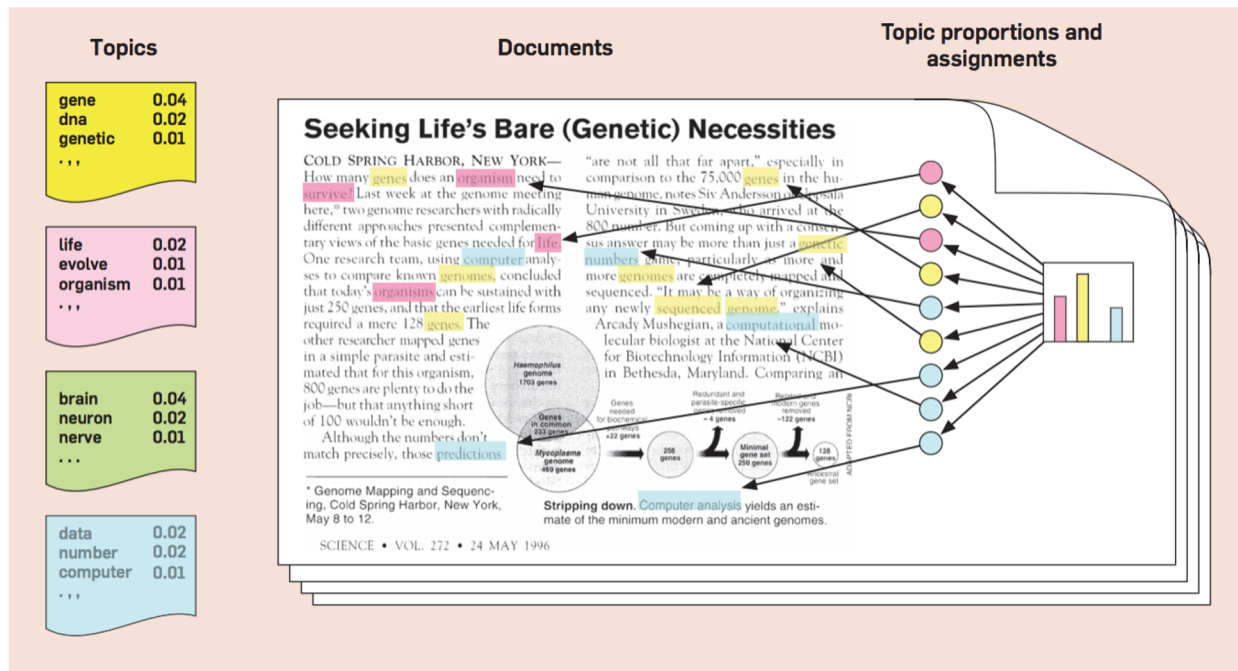 Topics
Documents
Topic proportions and
assignments
gene 0.04
dna 0.02
genetic 0.01
. , ,
life 0.02
evolve 0.01
organism 0.01
. , ,
brain 0.04
neuron 0.02
nerve 0.01
...
data 0.02
number 0.02
computer 0.01
. , ,
Seeking Life's Bare (Genetic) Necessities
COLD SPRING HARBOR, NEW YORK—
How many genes does an organism need to
survive? Last week at the genome meeting
here,* two genome researchers with radically
different approaches presented complemen-
tary views of the basic genes needed for life.
One research team, using computer analy-
ses to compare known genomes, concluded
that today's organisms can be sustained with
just 250 genes, and that the earliest life forms
required a mere 128 genes. The
other researcher mapped genes
in a simple parasite and esti-
mated that for this organism,
800 genes are plenty to do the
job—but that anything short
of 100 wouldn't be enough.
Although the numbers don't
match precisely, those predictions
* Genome Mapping and Sequenc-
ing, Cold Spring Harbor, New York,
May 8 to 12.
"are not all that far apart," especially in
comparison to the 75,000 genes in the hu-
man genome, notes Siv Andersson of Uppsala
University in Sweden, who arrived at the
800 number. But coming up with a consen-
sus answer may be more than just a genetic
numbers game, particularly as more and
more genomes are completely mapped and
sequenced. "It may be a way of organizing
any newly sequenced genome," explains
Arcady Mushegian, a computational mo-
lecular biologist at the National Center
for Biotechnology Information (NCBI)
in Bethesda, Maryland. Comparing an
Haemophilus
genome
1703 genes
Genes
in common
233 genes
Mycoplasma
genome
469 genes
Genes
needed
for biochemical
pathways
+22 genes
256
genes
Redundant and
parasite-specific
genes removed
– 4 genes
Minimal
gene set
250 genes
Related and
modern genes
removed
–122 genes
128
genes
Ancestral
gene set
ADAPTED FROM NCBI
Stripping down. Computer analysis yields an esti-
mate of the minimum modern and ancient genomes.
SCIENCE • VOL. 272 • 24 MAY 1996